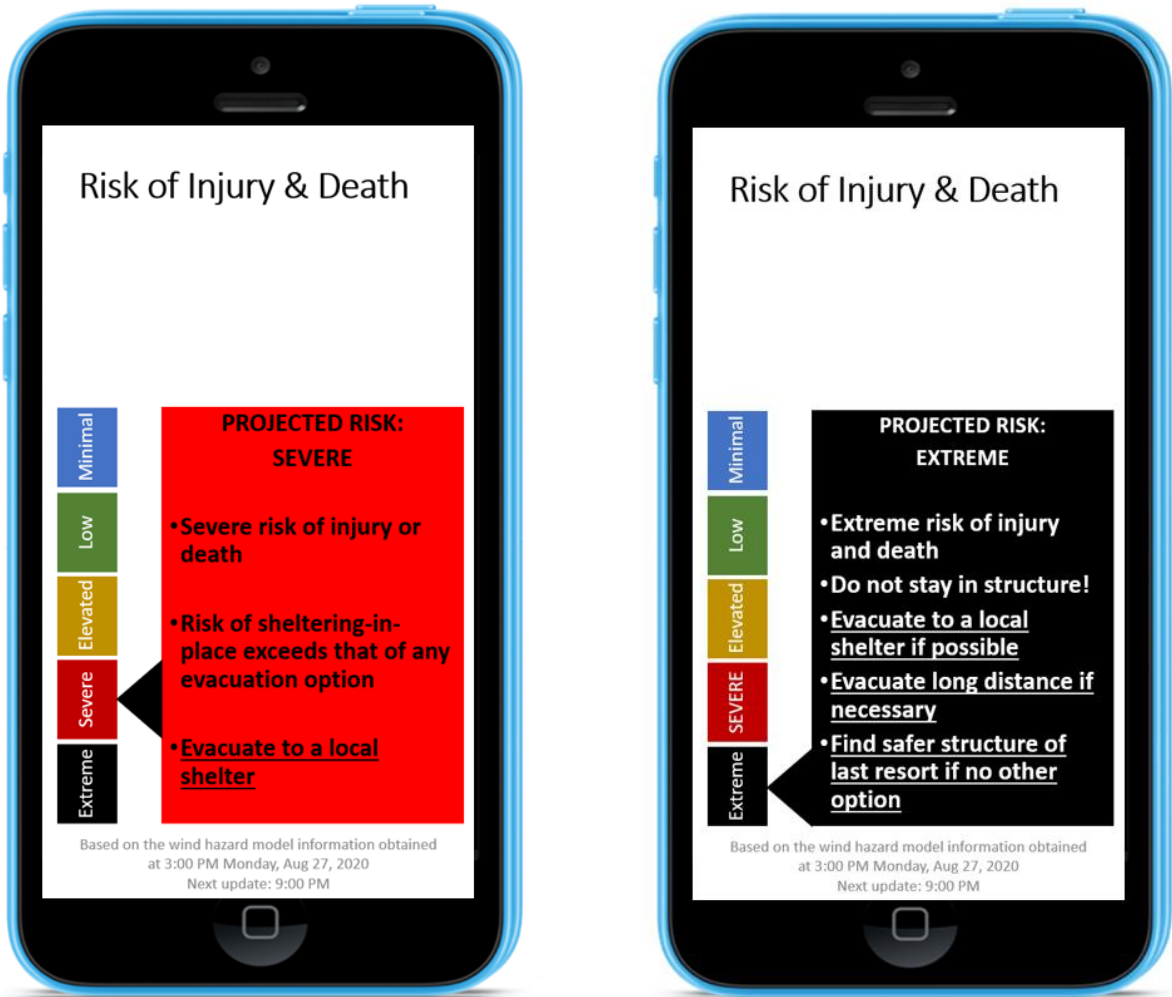 Risk of Injury & Death
Minimal
Low
Elevated
Severe
Extreme
PROJECTED RISK:
SEVERE
•Severe risk of injury or
death
•Risk of sheltering-in-
place exceeds that of any
evacuation option
•Evacuate to a local
shelter
Based on the wind hazard model information obtained
at 3:00 PM Monday, Aug 27, 2020
Next update: 9:00 PM
Risk of Injury & Death
Minimal
Low
Elevated
SEVERE
Extreme
PROJECTED RISK:
EXTREME
•Extreme risk of injury
and death
•Do not stay in structure!
•Evacuate to a local
shelter if possible
•Evacuate long distance if
necessary
•Find safer structure of
last resort if no other
option
Based on the wind hazard model information obtained
at 3:00 PM Monday, Aug 27, 2020
Next update: 9:00 PM